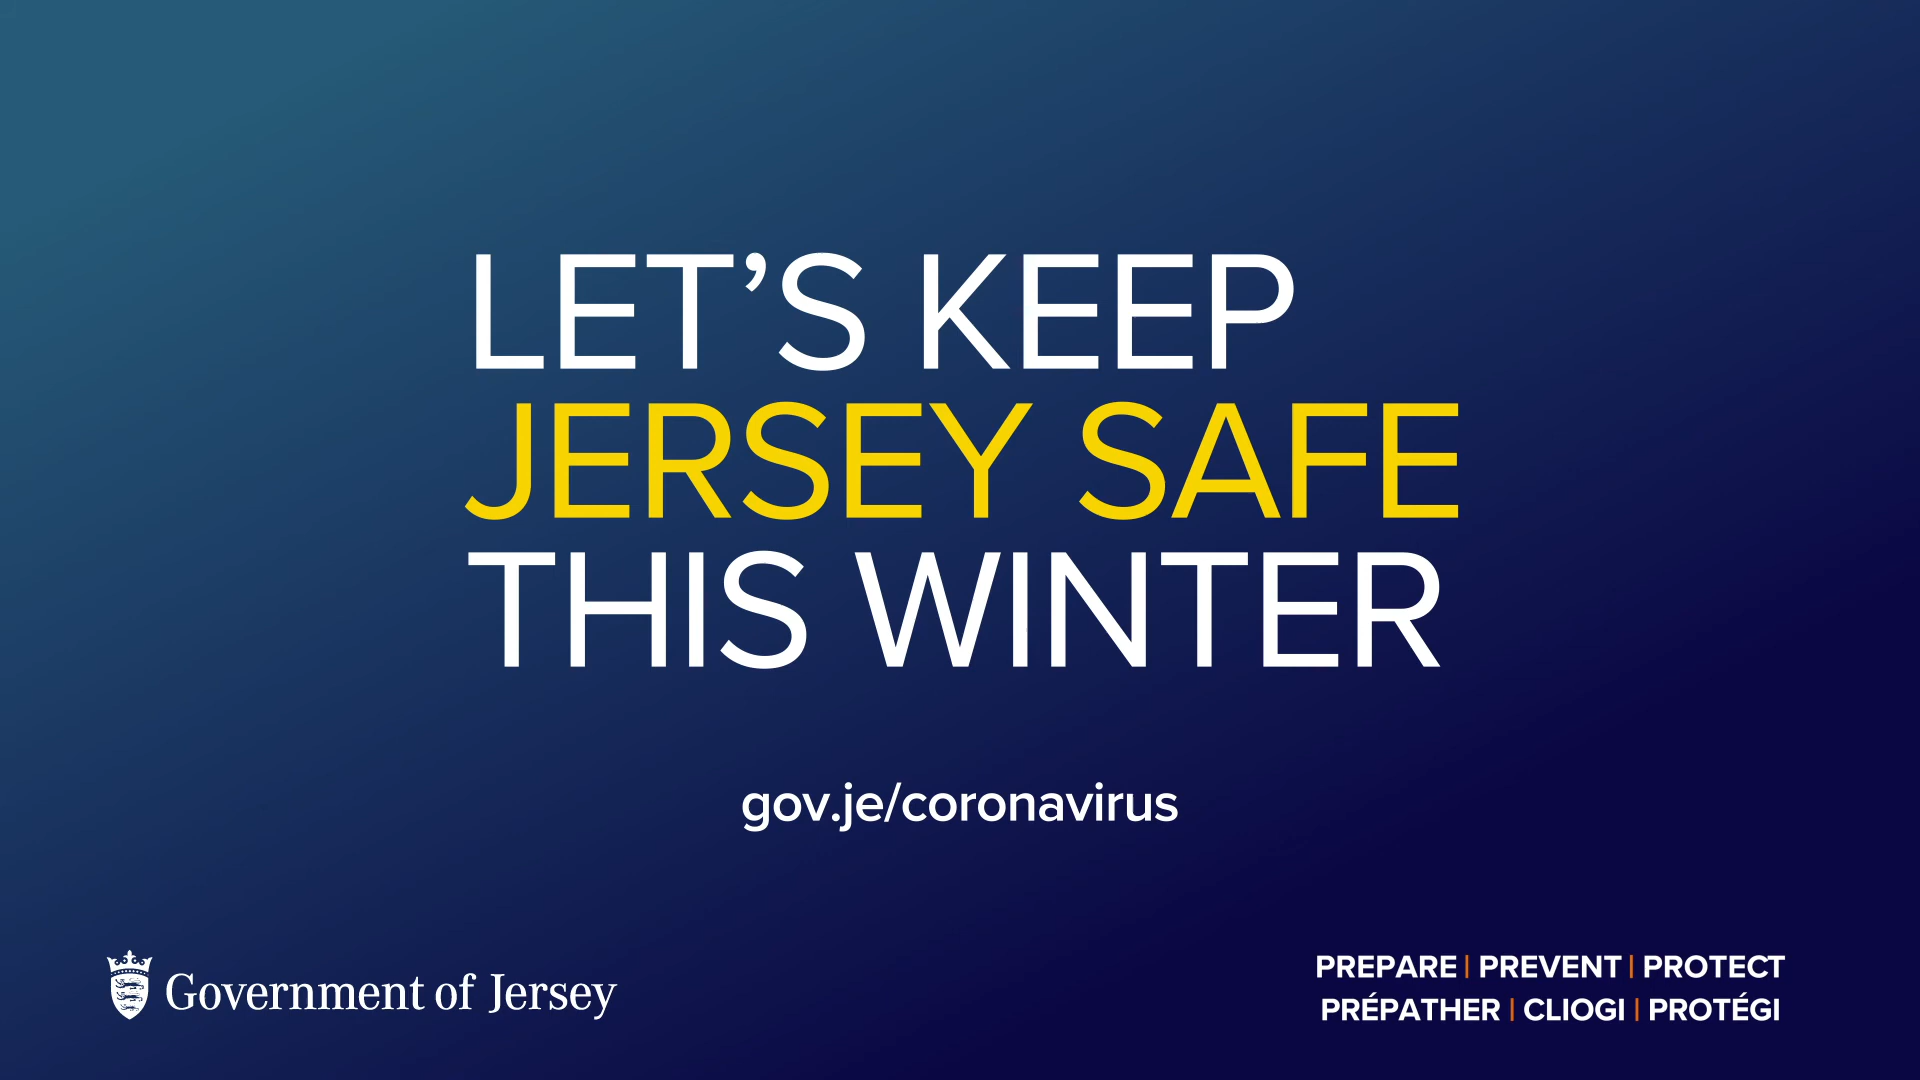 LET’S KEEP
JERSEY SAFE
THIS WINTER
gov.je/coronavirus
Government of Jersey
PREPARE | PREVENT | PROTECT
PRÉPATHER | CLIOGI | PROTÉGI